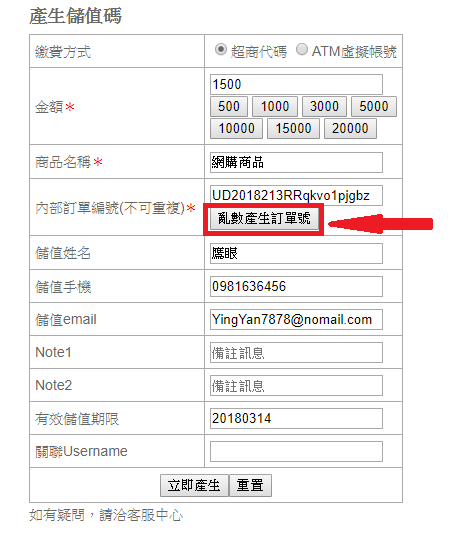 產生儲值碼
繳費方式 超商代碼 ATM虛擬帳號
1500
金額* 500 1000 3000 5000
10000 15000 20000
商品名稱* 網購商品
UD2018213RRqkvo1pjgbz
內部訂單編號(不可重複)*
亂數產生訂單號
儲值姓名 鷹眼
儲值手機 0981636456
儲值email YingYan7878@nomail.com
Note1 備註訊息
Note2 備註訊息
有效儲值期限 20180314
關聯Username
立即產生 重置
如有疑問，請洽客服中心